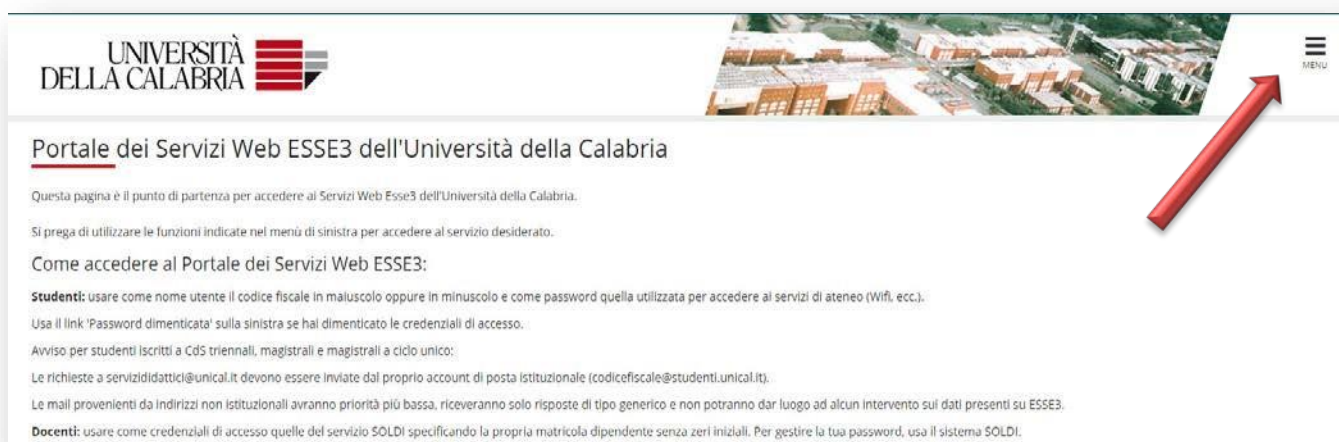 UNIVERSITÀ
DELLA CALABRIA
MENU
Portale dei Servizi Web ESSE3 dell'Università della Calabria
Questa pagina è il punto di partenza per accedere ai Servizi Web Esse3 dell'Università della Calabria.
Si prega di utilizzare le funzioni indicate nel menù di sinistra per accedere al servizio desiderato.
Come accedere al Portale dei Servizi Web ESSE3:
Studenti: usare come nome utente il codice fiscale in maiuscolo oppure in minuscolo e come password quella utilizzata per accedere ai servizi di ateneo (Wifi, ecc.).
Usa il link 'Password dimenticata' sulla sinistra se hai dimenticato le credenziali di accesso.
Avviso per studenti iscritti a CdS triennali, magistrali e magistrali a ciclo unico:
Le richieste a servizididattici@unical.it devono essere inviate dal proprio account di posta istituzionale (codicefiscale@studenti.unical.it).
Le mail provenienti da indirizzi non istituzionali avranno priorità più bassa, riceveranno solo risposte di tipo generico e non potranno dar luogo ad alcun intervento sui dati presenti su ESSE3.
Docenti: usare come credenziali di accesso quelle del servizio SOLDI specificando la propria matricola dipendente senza zeri iniziali. Per gestire la tua password, usa il sistema SOLDI.